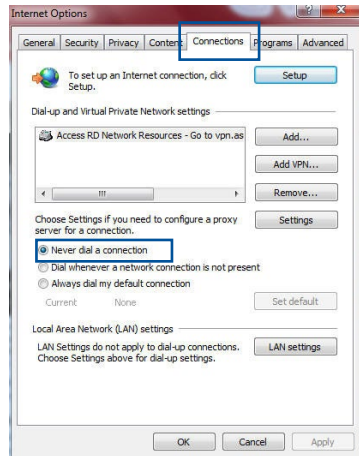 Internet Options
General Security Privacy Content Connections Programs Advanced
To set up an Internet connection, click
Setup.
Setup
Dial-up and Virtual Private Network settings
Access RD Network Resources - Go to vpn.as
Add...
Add VPN...
Remove...
Choose Settings if you need to configure a proxy
server for a connection.
Settings
Never dial a connection
Dial whenever a network connection is not present
Always dial my default connection
Current None
Set default
Local Area Network (LAN) settings
LAN Settings do not apply to dial-up connections.
Choose Settings above for dial-up settings.
LAN settings
OK Cancel Apply